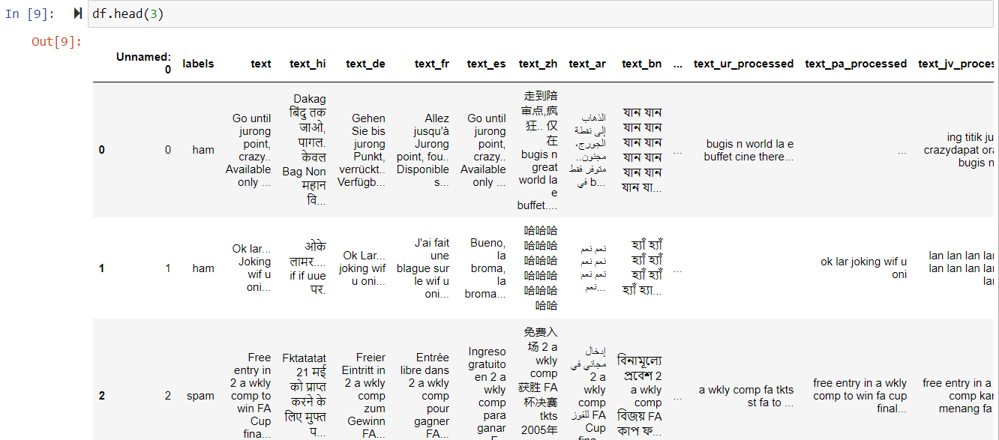 In [9]:
df.head(3)
Out[9]:
Unnamed:
0
labels
text
text_hi
text_de
text_fr
text_es
text_zh
text_ar
text_bn
...
text_ur_processed
text_pa_processed
text_jv_proces
0
0
ham
Go until
jurong
point,
crazy..
Available
only ...
Dakag
बिंदु तक
जाओ,
पागल.
केवल
Bag Non
महान
वि...
Gehen
Sie bis
jurong
Punkt,
verrückt..
Verfügb...
Allez
jusqu'à
Jurong
point, fou..
Disponible
s...
Go until
jurong
point,
crazy..
Available
only ...
走到陪
审点,疯
狂.. 仅
在
bugis n
great
world la
e
buffet....
الذهاب
إلى نقطة
الجورج،
مجنون..
متوفر فقط
في b...
যান যান
যান যান
যান যান
যান যান
যান যান
যান যা...
...
bugis n world la e
buffet cine there...
...
ing titik
crazydapat
bugis n
1
1
ham
Ok lar...
Joking
wif u
oni...
ओके
लामर....
if if uue
पर.
Ok Lar...
joking wif
u oni...
J'ai fait
une
blague sur
le wif u
oni...
Bueno,
la
broma,
la
broma...
哈哈哈
哈哈哈
哈哈哈
哈哈哈
哈哈哈
哈哈
نعم نعم
نعم نعم
نعم نعم
نعم...
হ্যাঁ হ্যাঁ
হ্যাঁ হ্যাঁ
হ্যাঁ হ্যাঁ
হ্যাঁ হ্যা...
...
ok lar joking wif u
oni
lan lan lan
lan lan lan
2
2
spam
Free
entry in
2 a wkly
comp to
win FA
Cup
fina...
Fktatatat
21 मई
को प्राप्त
करने के
लिए मुफ्त
प...
Freier
Eintritt in
2 a wkly
comp
zum
Gewinn
FA...
Entrée
libre dans
2 a wkly
comp
pour
gagner
FA...
Ingreso
gratuito
en 2 a
wkly
comp
para
ganar
免费入
场 2 a
wkly
comp
获胜 FA
杯决赛
tkts
2005年
إدخال
مجاني في
2 a
wkly
comp
للفوز FA
Cup
fina...
বিনামূল্যে
প্রবেশ 2
a wkly
comp
বিজয় FA
কাপ ফ...
...
a wkly comp fa tkts
st fa to ...
free entry in a wkly
comp to win fa cup
final...
free entry in a
comp
menang fa